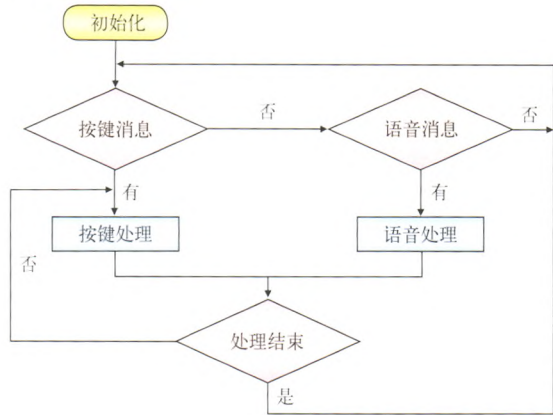 初始化
按键消息
否
语音消息
否
有
有
按键处理
语音处理
否
处理结束
是